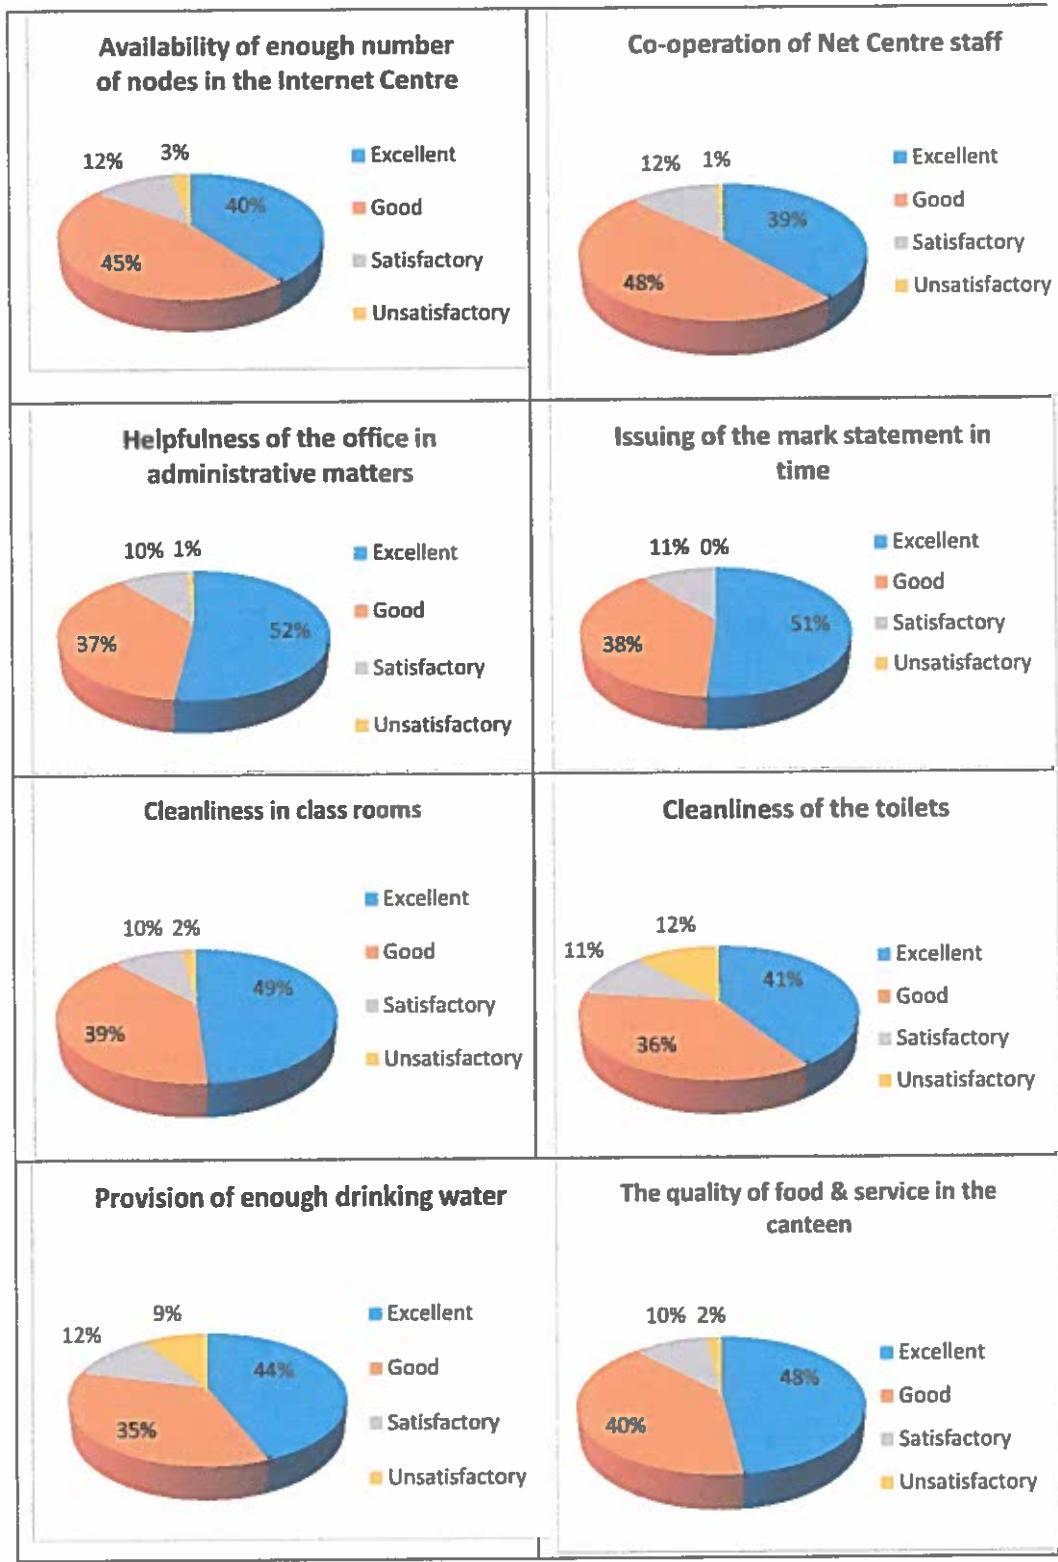 Availability of enough number
of nodes in the Internet Centre
12%
3%
40%
45%
Excellent
Good
Satisfactory
Unsatisfactory
Co-operation of Net Centre staff
12%
1%
39%
48%
Excellent
Good
Satisfactory
Unsatisfactory
Helpfulness of the office in
administrative matters
10%
1%
52%
37%
Excellent
Good
Satisfactory
Unsatisfactory
Issuing of the mark statement in
time
11%
0%
51%
38%
Excellent
Good
Satisfactory
Unsatisfactory
Cleanliness in class rooms
10%
2%
49%
39%
Excellent
Good
Satisfactory
Unsatisfactory
Cleanliness of the toilets
11%
12%
41%
36%
Excellent
Good
Satisfactory
Unsatisfactory
Provision of enough drinking water
12%
9%
44%
35%
Excellent
Good
Satisfactory
Unsatisfactory
The quality of food & service in the
canteen
10%
2%
48%
40%
Excellent
Good
Satisfactory
Unsatisfactory